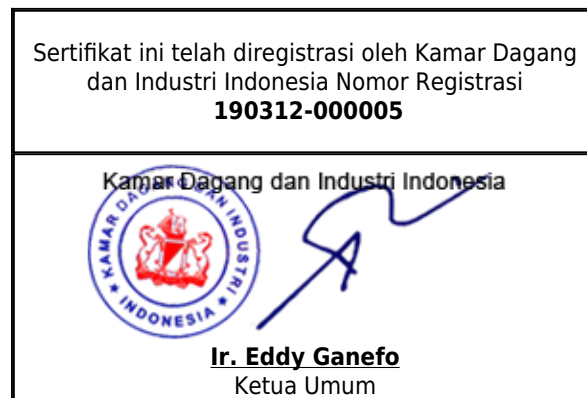 Sertifikat ini telah diregistrasi oleh Kamar Dagang
dan Industri Indonesia Nomor Registrasi
190312-000005
Kamar Dagang dan Industri Indonesia
KAMAR DAGANG DAN INDUSTRI
INDONESIA
Ir. Eddy Ganefo
Ketua Umum